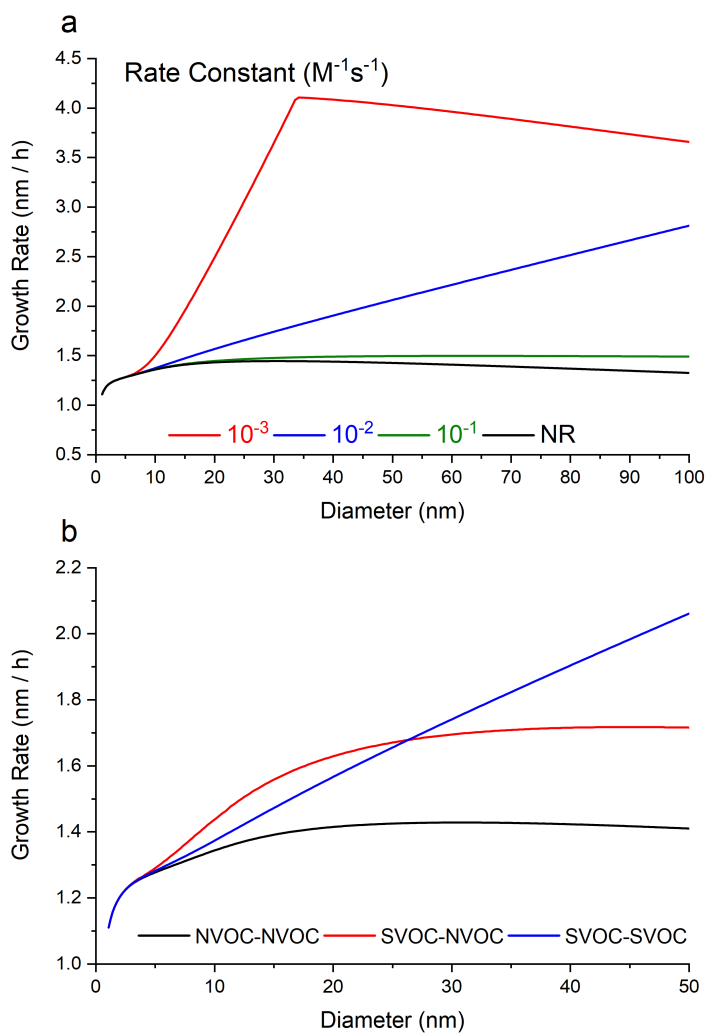 a
Rate Constant (M⁻¹s⁻¹)
Growth Rate (nm / h)
4.5
4.0
3.5
3.0
2.5
2.0
1.5
1.0
0.5
10⁻³ 10⁻² 10⁻¹ NR
0 10 20 30 40 50 60 70 80 90 100
Diameter (nm)
b
Growth Rate (nm / h)
2.2
2.0
1.8
1.6
1.4
1.2
1.0
NVOC-NVOC SVOC-NVOC SVOC-SVOC
0 10 20 30 40 50
Diameter (nm)